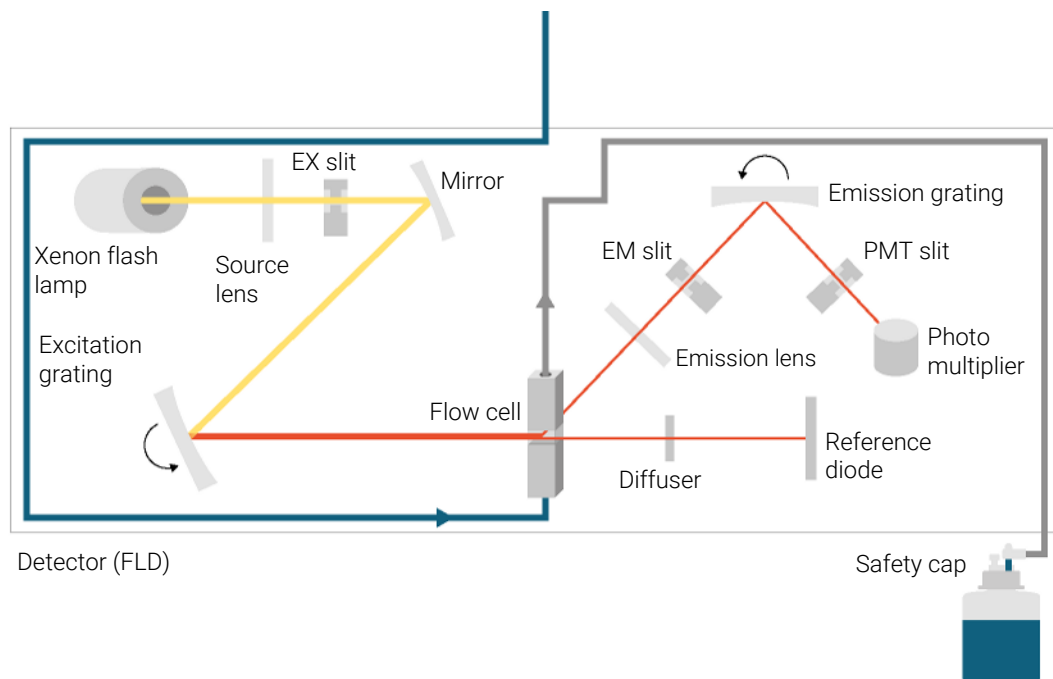 EX slit
Mirror
Emission grating
Xenon flash
lamp
Source
lens
EM slit
PMT slit
Excitation
grating
Emission lens
Photo
multiplier
Flow cell
Diffuser
Reference
diode
Detector (FLD)
Safety cap